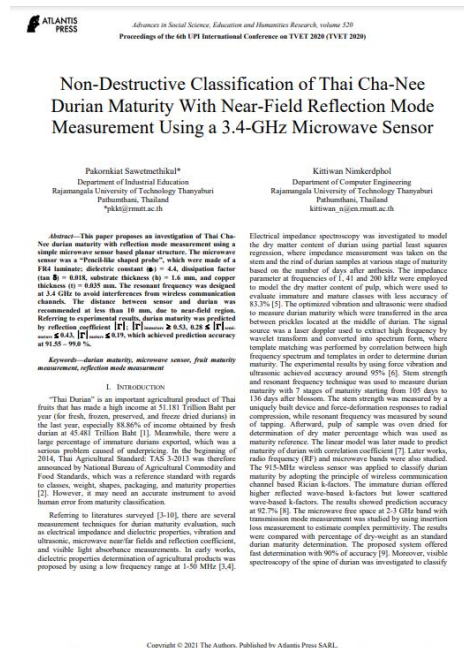 ATLANTIS
PRESS
Advances in Social Science, Education and Humanities Research, volume 520
Proceedings of the 6th UPI International Conference on TVET 2020 (TVET 2020)
Non-Destructive Classification of Thai Cha-Nee
Durian Maturity With Near-Field Reflection Mode
Measurement Using a 3.4-GHz Microwave Sensor
Pakornkiat Sawetmethikul*
Department of Industrial Education
Rajamangala University of Technology Thanyaburi
Pathumthani, Thailand
*pkkt@rmutt.ac.th
Kittiwan Nimkerdphol
Department of Computer Engineering
Rajamangala University of Technology Thanyaburi
Pathumthani, Thailand
kittiwan_n@en.rmutt.ac.th
Abstract—This paper proposes an investigation of Thai Cha-
Nee durian maturity with reflection mode measurement using a
simple microwave sensor based planar structure. The microwave
sensor was a "Pencil-like shaped probe", which were made of a
FR4 laminate; dielectric constant () = 4.4, dissipation factor
(tan δ) = 0.018, substrate thickness (h) = 1.6 mm, and copper
thickness (t) = 0.035 mm. The resonant frequency was designed
at 3.4 GHz to avoid interferences from wireless communication
channels. The distance between sensor and durian was
recommended at less than 10 mm, due to near-field region.
Referring to experimental results, durian maturity was predicted
by reflection coefficient |Γ|; |Γ| immature ≥ 0.53, 0.28 ≤ |Γ| semi-
mature ≤ 0.43, |Γ| mature ≤ 0.19, which achieved prediction accuracy
at 91.55 – 99.0 %.
Keywords—durian maturity, microwave sensor, fruit maturity
measurement, reflection mode measurement
I. INTRODUCTION
"Thai Durian" is an important agricultural product of Thai
fruits that has made a high income at 51.181 Trillion Baht per
year (for fresh, frozen, preserved, and freeze dried durians) in
the last year, especially 88.86% of income obtained by fresh
durian at 45.481 Trillion Baht [1]. Meanwhile, there were a
large percentage of immature durians exported, which was a
serious problem caused of underpricing. In the beginning of
2014, Thai Agricultural Standard: TAS 3-2013 was therefore
announced by National Bureau of Agricultural Commodity and
Food Standards, which was a reference standard with regards
to classes, weight, shapes, packaging, and maturity properties
[2]. However, it may need an accurate instrument to avoid
human error from maturity classification.
Referring to literatures surveyed [3-10], there are several
measurement techniques for durian maturity evaluation, such
as electrical impedance and dielectric properties, vibration and
ultrasonic, microwave near/far fields and reflection coefficient,
and visible light absorbance measurements. In early works,
dielectric properties determination of agricultural products was
proposed by using a low frequency range at 1-50 MHz [3,4].
Electrical impedance spectroscopy was investigated to model
the dry matter content of durian using partial least squares
regression, where impedance measurement was taken on the
stem and the rind of durian samples at various stage of maturity
based on the number of days after anthesis. The impedance
parameter at frequencies of 1, 41 and 200 kHz were employed
to model the dry matter content of pulp, which were used to
evaluate immature and mature classes with less accuracy of
83.3% [5]. The optimized vibration and ultrasonic were studied
to measure durian maturity which were transferred in the area
between prickles located at the middle of durian. The signal
source was a laser doppler used to extract high frequency by
wavelet transform and converted into spectrum form, where
template matching was performed by correlation between high
frequency spectrum and templates in order to determine durian
maturity. The experimental results by using force vibration and
ultrasonic achieved accuracy around 95% [6]. Stem strength
and resonant frequency technique was used to measure durian
maturity with 7 stages of maturity starting from 105 days to
136 days after blossom. The stem strength was measured by a
uniquely built device and force-deformation responses to radial
compression, while resonant frequency was measured by sound
of tapping. Afterward, pulp of sample was oven dried for
determination of dry mater percentage which was used as
maturity reference. The linear model was later made to predict
maturity of durian with correlation coefficient [7]. Later works,
radio frequency (RF) and microwave bands were also studied.
The 915-MHz wireless sensor was applied to classify durian
maturity by adopting the principle of wireless communication
channel based Rician k-factors. The immature durian offered
higher reflected wave-based k-factors but lower scattered
wave-based k-factors. The results showed prediction accuracy
at 92.7% [8]. The microwave free space at 2-3 GHz band with
transmission mode measurement was studied by using insertion
loss measurement to estimate complex permittivity. The results
were compared with percentage of dry-weight as an standard
durian maturity determination. The proposed system offered
fast determination with 90% of accuracy [9]. Moreover, visible
spectroscopy of the spine of durian was investigated to classify
Copyright © 2021 The Authors. Published by Atlantis Press SARL.